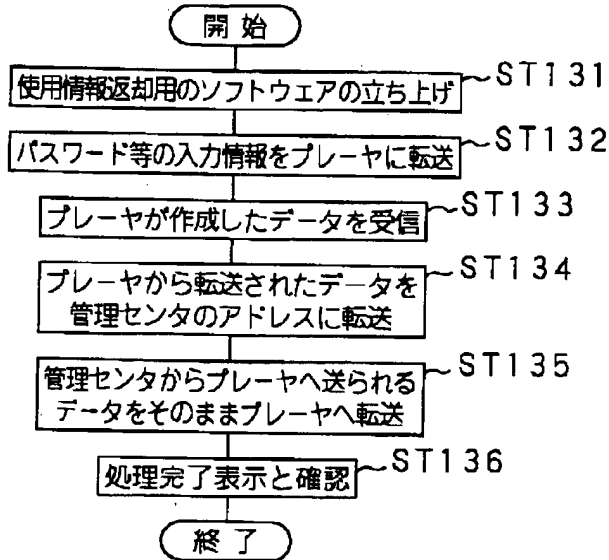 開始
使用情報返却用のソフトウェアの立ち上げ
ST131
パスワード等の入力情報をプレーヤに転送
ST132
プレーヤが作成したデータを受信
ST133
プレーヤから転送されたデータを
管理センタのアドレスに転送
ST134
管理センタからプレーヤへ送られる
データをそのままプレーヤへ転送
ST135
処理完了表示と確認
ST136
終了